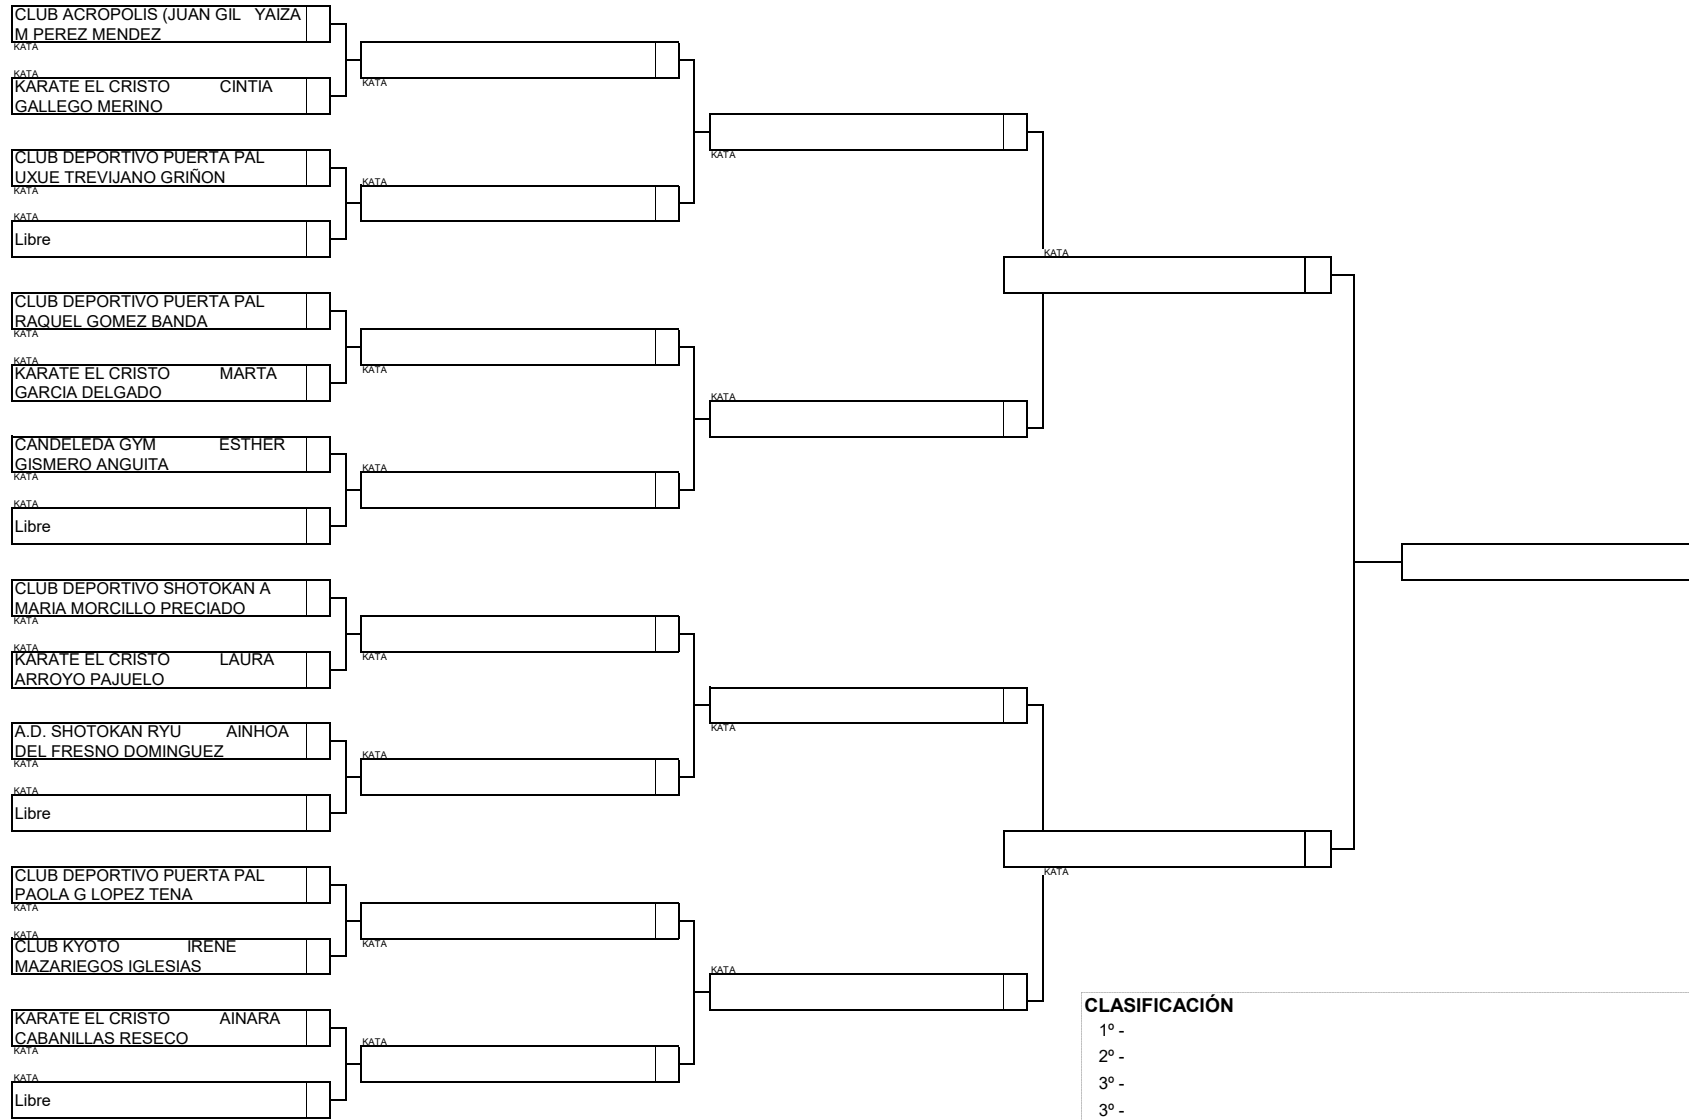 CLUB ACROPOLIS (JUAN GIL YAIZA
M PEREZ MENDEZ
KATA
KATA
KARATE EL CRISTO CINTIA
GALLEGO MERINO
KATA
KATA
CLUB DEPORTIVO PUERTA PAL
UXUE TREVIJANO GRIÑON
KATA
KATA
KATA
Libre
KATA
CLUB DEPORTIVO PUERTA PAL
RAQUEL GOMEZ BANDA
KATA
KATA
KARATE EL CRISTO MARTA
GARCIA DELGADO
KATA
KATA
CANDELEDA GYM ESTHER
GISMERO ANGUITA
KATA
KATA
KATA
Libre
CLUB DEPORTIVO SHOTOKAN A
MARIA MORCILLO PRECIADO
KATA
KATA
KARATE EL CRISTO LAURA
ARROYO PAJUELO
KATA
KATA
A.D. SHOTOKAN RYU AINHOA
DEL FRESNO DOMINGUEZ
KATA
KATA
KATA
Libre
KATA
CLUB DEPORTIVO PUERTA PAL
PAOLA G LOPEZ TENA
KATA
KATA
CLUB KYOTO IRENE
MAZARIEGOS IGLESIAS
KATA
KATA
KARATE EL CRISTO AINARA
CABANILLAS RESECO
KATA
KATA
KATA
Libre
CLASIFICACIÓN
1º -
2º -
3º -
3º -